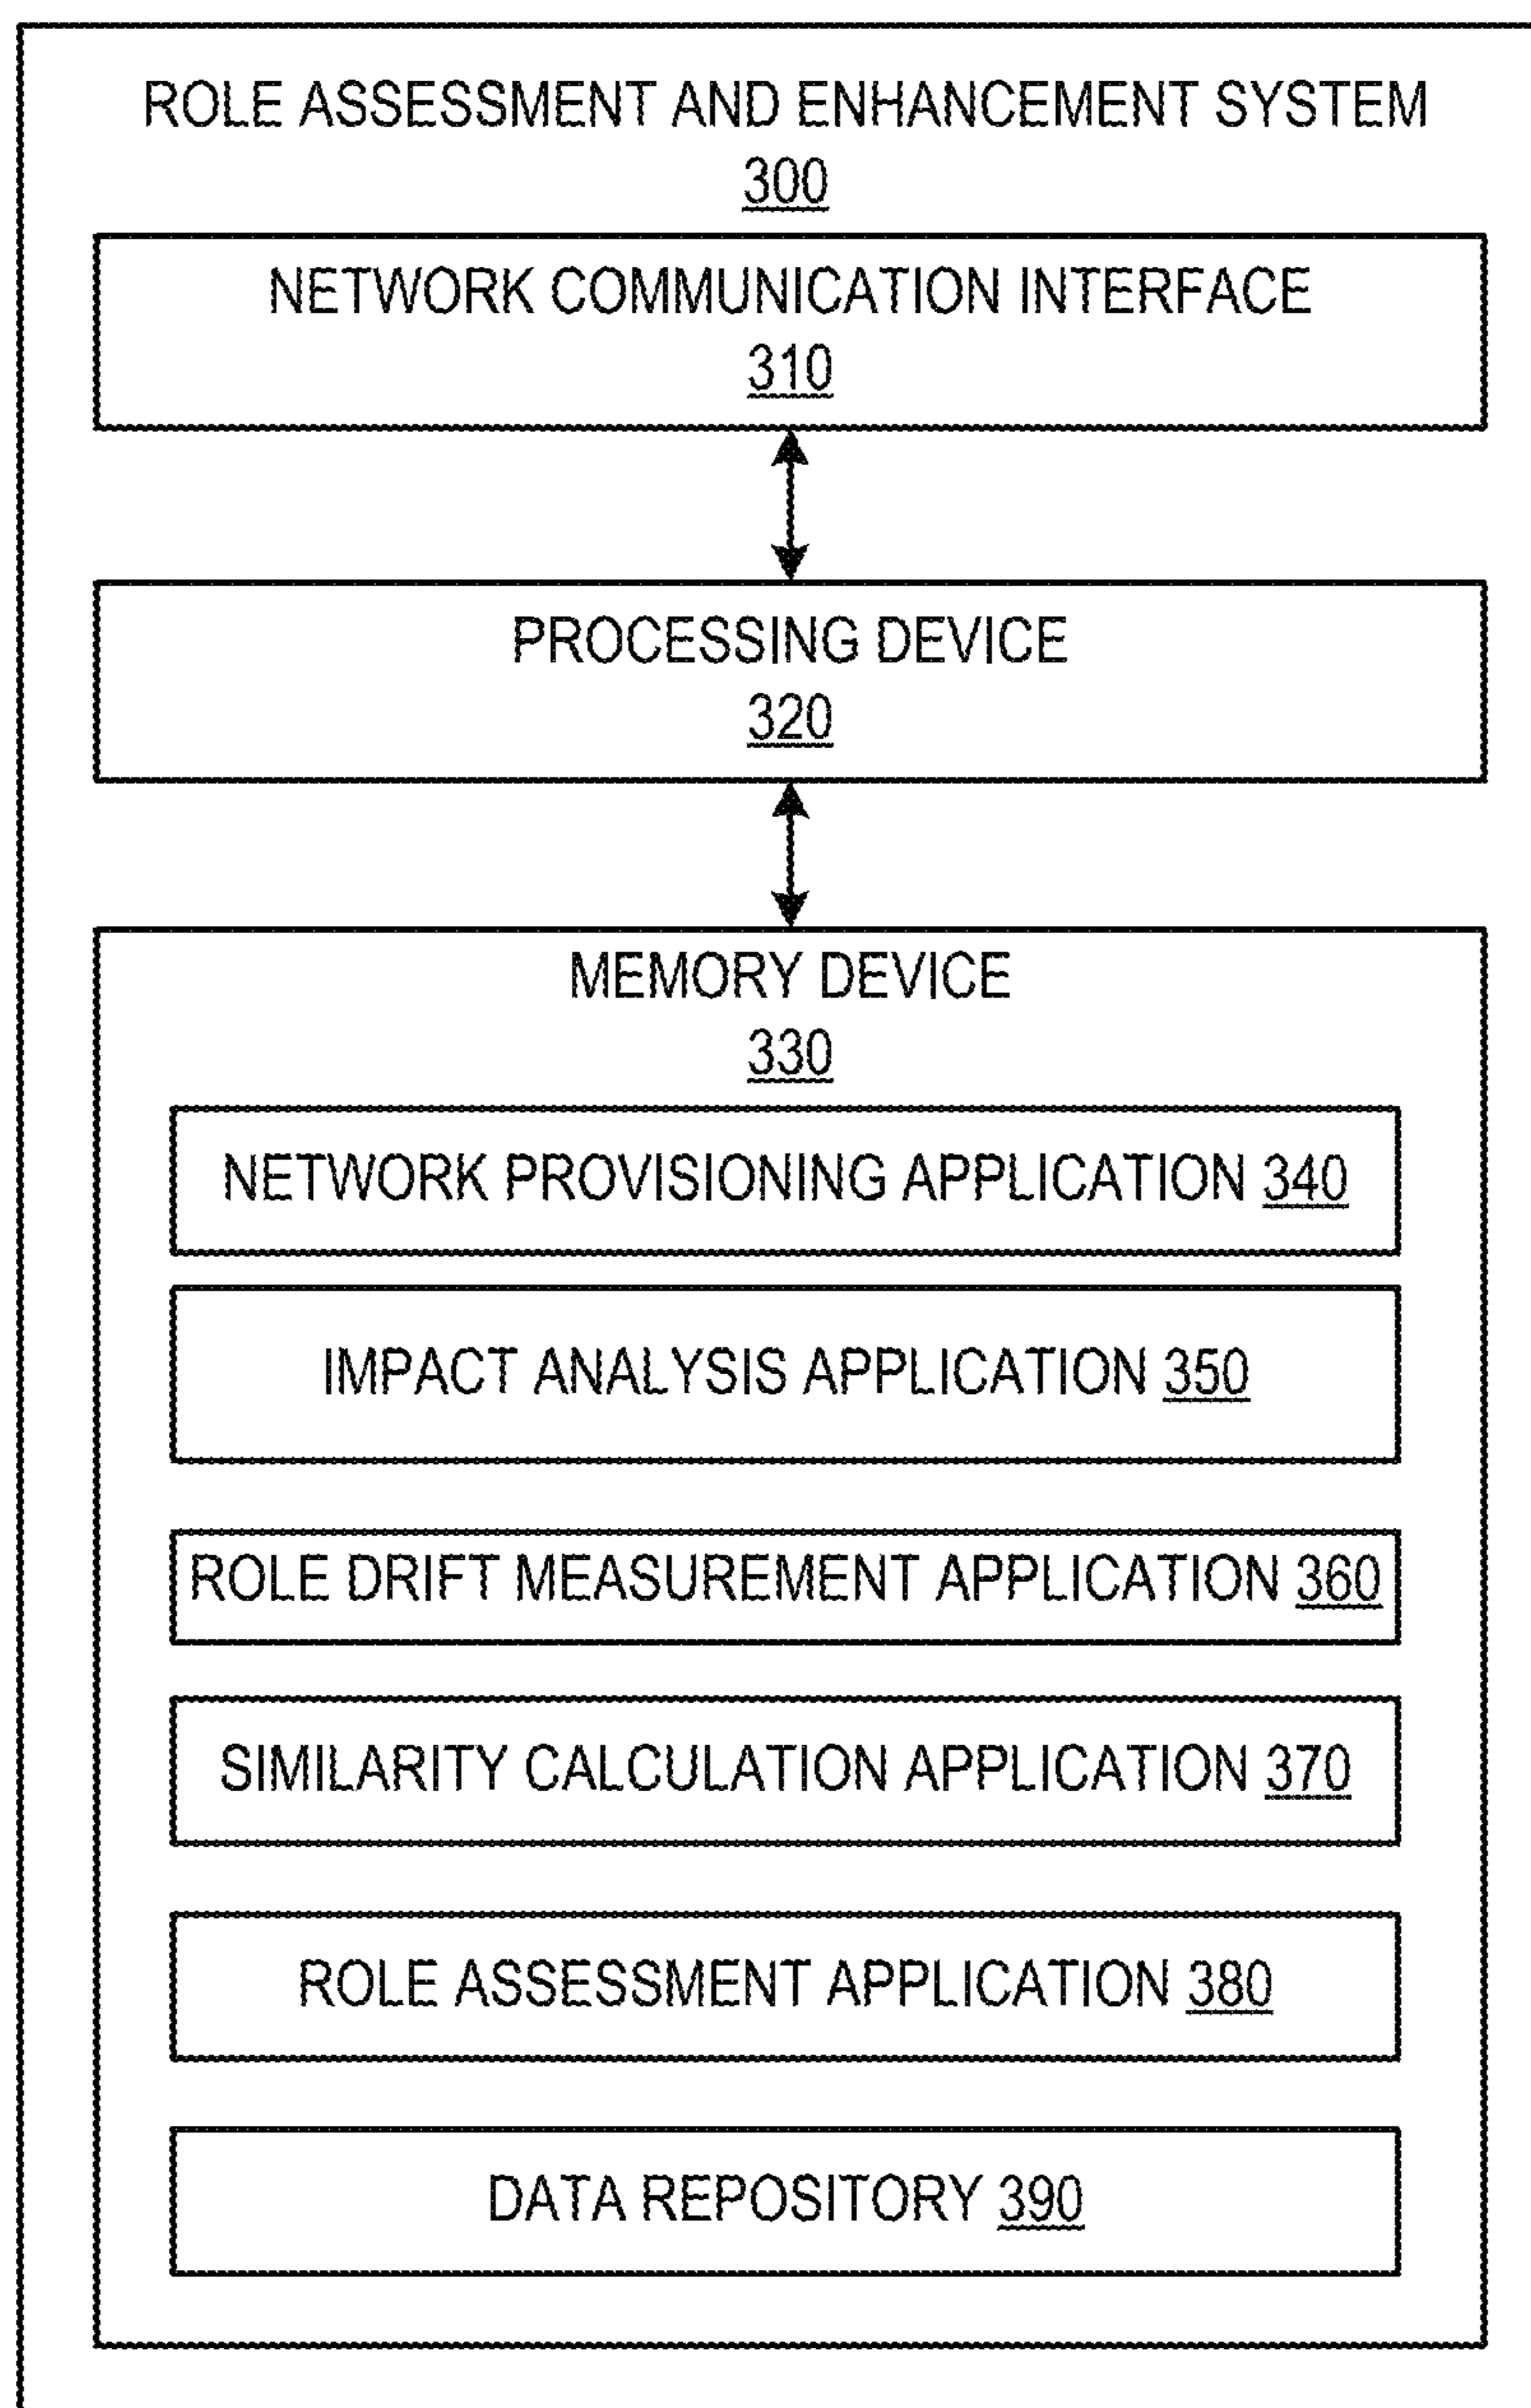 ROLE ASSESSMENT AND ENHANCEMENT SYSTEM
300
NETWORK COMMUNICATION INTERFACE
310
PROCESSING DEVICE
320
MEMORY DEVICE
330
NETWORK PROVISIONING APPLICATION 340
IMPACT ANALYSIS APPLICATION 350
ROLE DRIFT MEASUREMENT APPLICATION 360
SIMILARITY CALCULATION APPLICATION 370
ROLE ASSESSMENT APPLICATION 380
DATA REPOSITORY 390